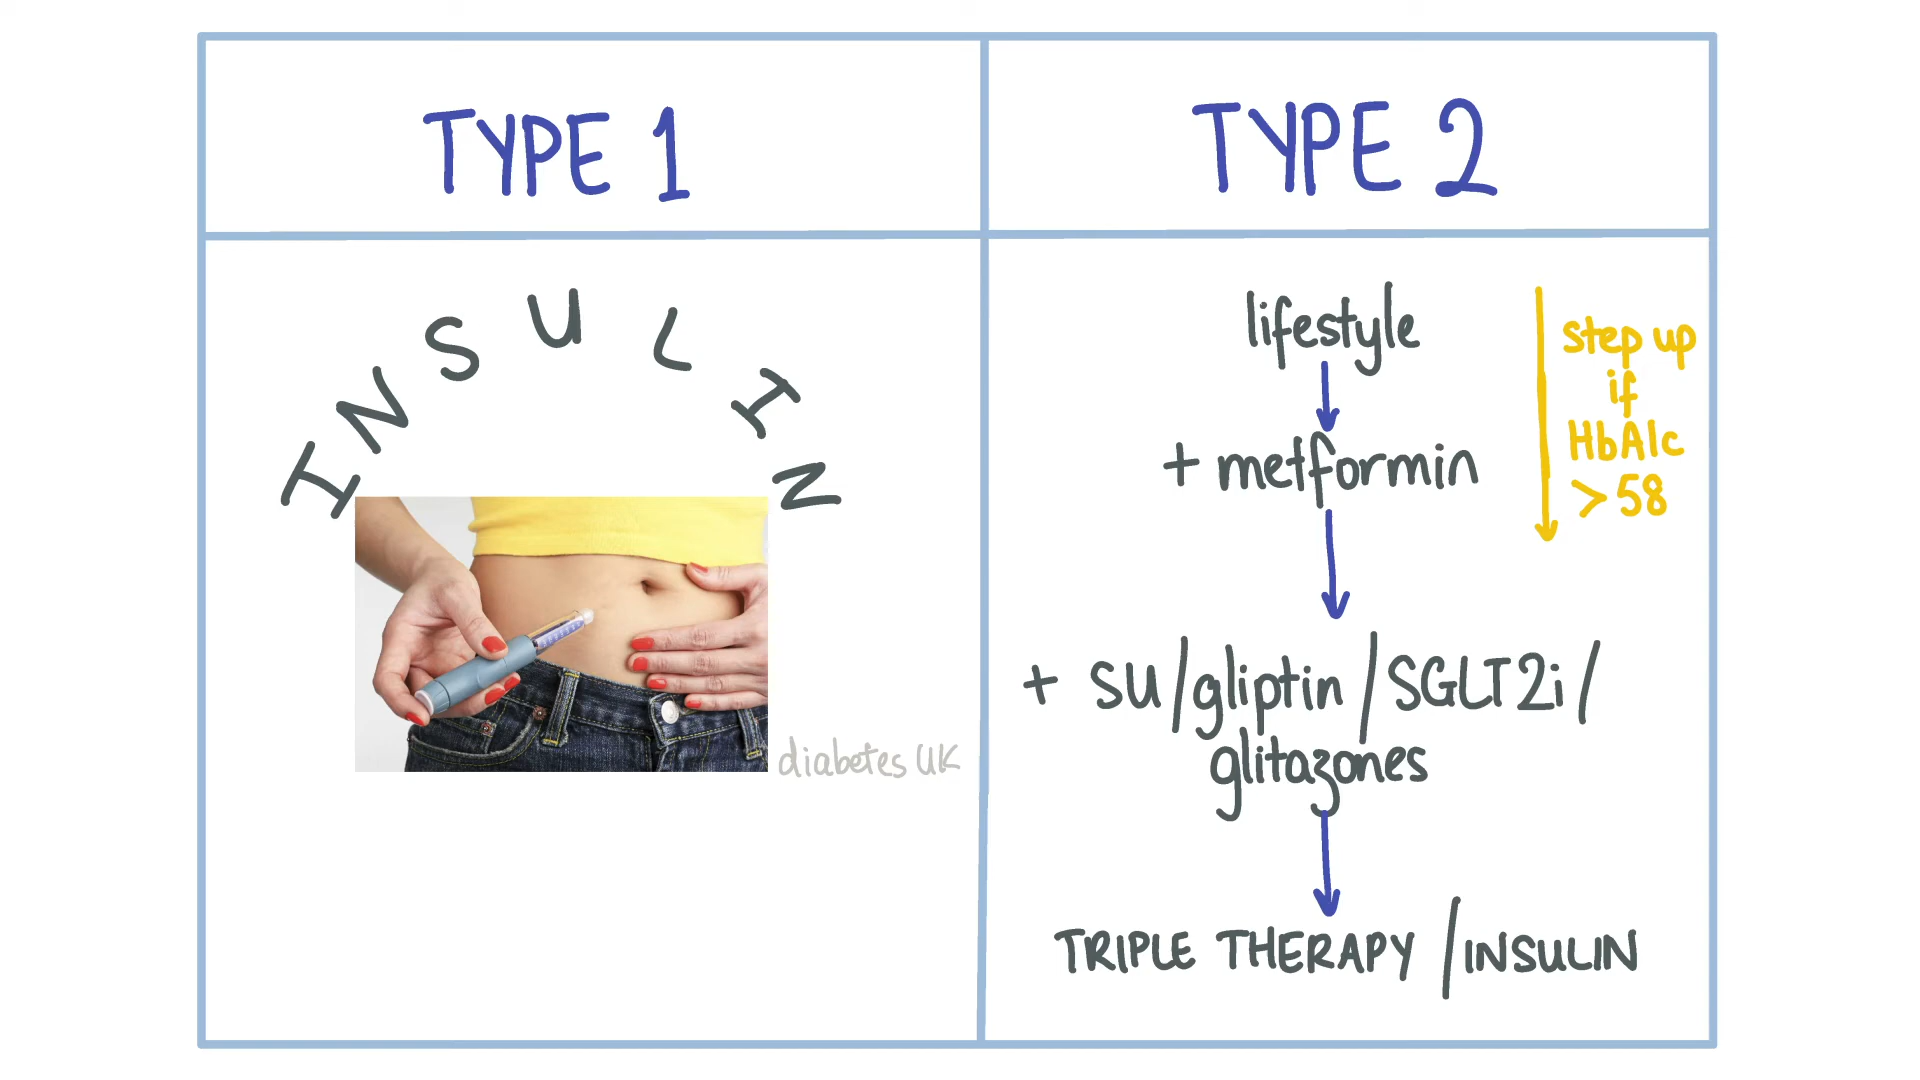 TYPE 1
INSULIN
diabetes UK
TYPE 2
lifestyle
+ metformin
+ SU/gliptin/SGLT2i/
glitazones
TRIPLE THERAPY/INSULIN
step up
if
HbA1c
>58